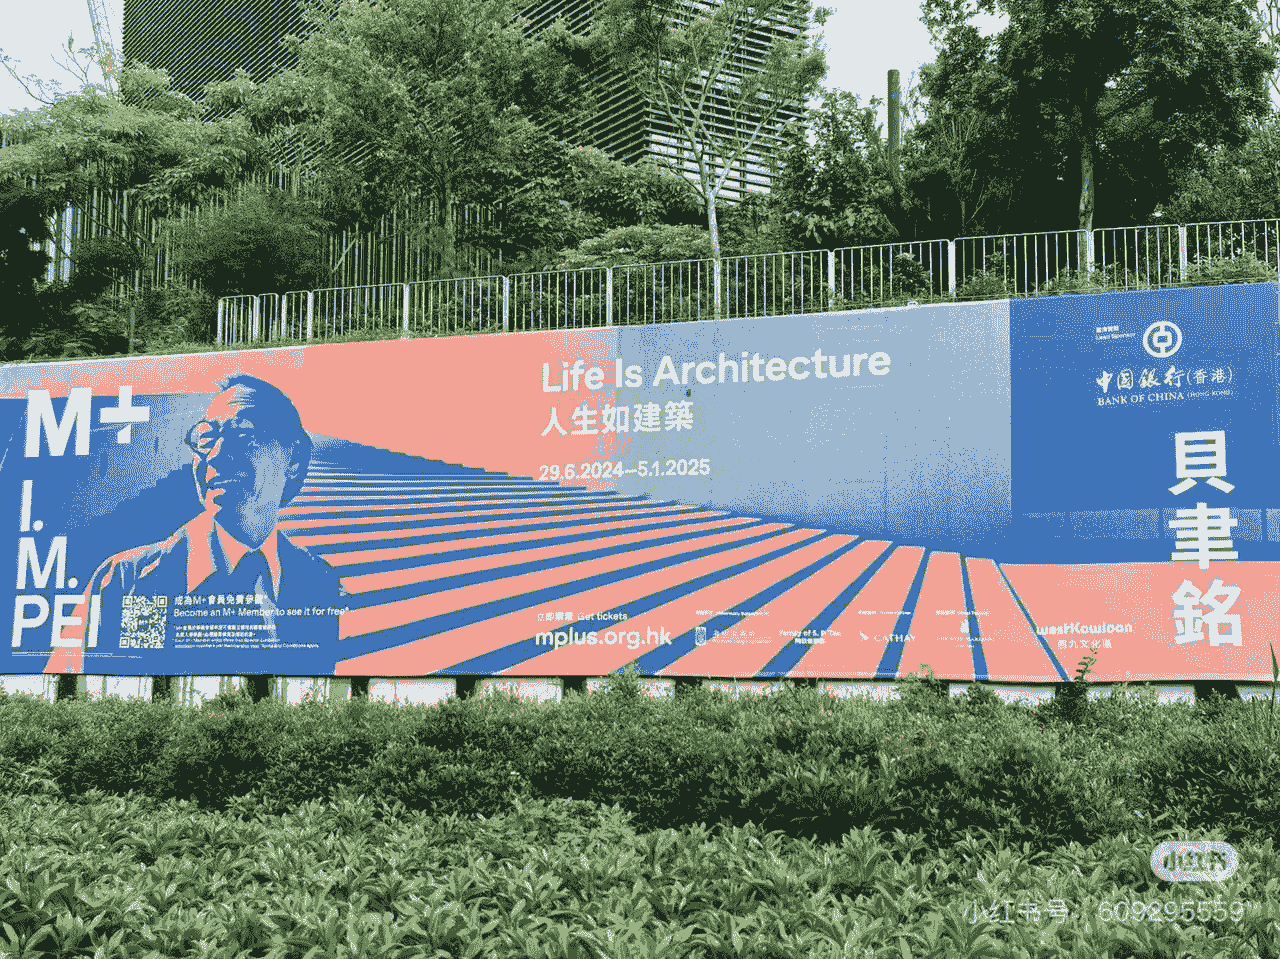 M+
I.
M.
PEI
成為M+會員免費參觀*
Become an M+ Member to see it for free*
Life Is Architecture
人生如建築
29.6.2024–5.1.2025
立即購票 Get tickets
mplus.org.hk
CATHAY
westKowloon
西九文化區
Lead Sponsor
中国銀行(香港)
BANK OF CHINA (HONG KONG)
貝聿銘
小红书
小红书号: 609295559